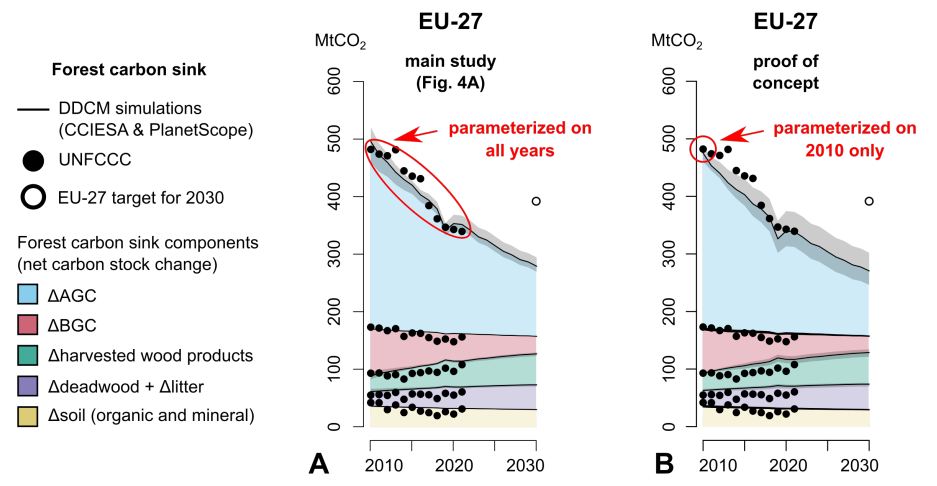 Forest carbon sink
DDCM simulations
(CCIESA & PlanetScope)
UNFCCC
EU-27 target for 2030
Forest carbon sink components
(net carbon stock change)
ΔAGC
ΔBGC
Δharvested wood products
Δdeadwood + Δlitter
Δsoil (organic and mineral)
EU-27
MtCO₂
main study
(Fig. 4A)
parameterized on
all years
600
500
400
300
200
100
0
2010
2020
2030
A
EU-27
MtCO₂
proof of
concept
parameterized on
2010 only
600
500
400
300
200
100
0
2010
2020
2030
B